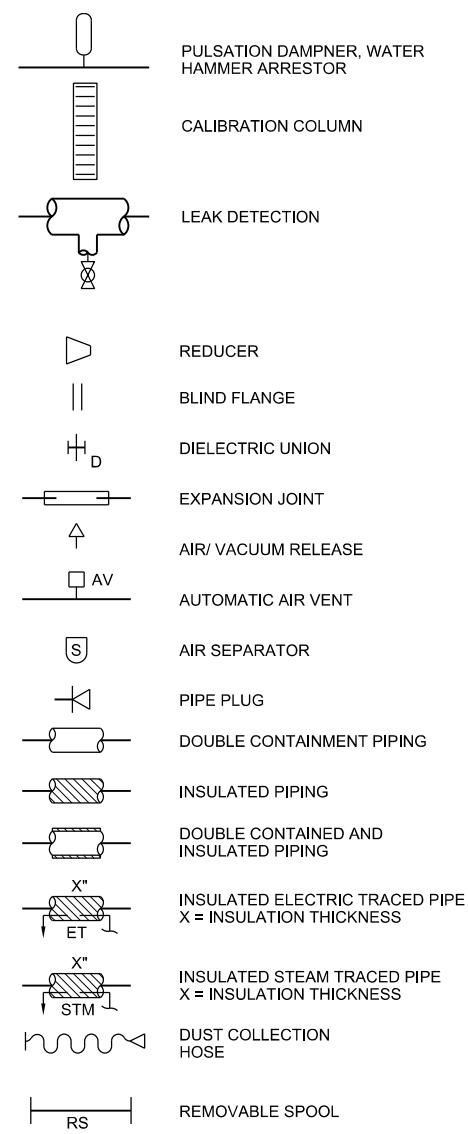 PULSATION DAMPNER, WATER
HAMMER ARRESTOR
CALIBRATION COLUMN
LEAK DETECTION
REDUCER
BLIND FLANGE
D
DIELECTRIC UNION
EXPANSION JOINT
AIR/ VACUUM RELEASE
AV
AUTOMATIC AIR VENT
S
AIR SEPARATOR
PIPE PLUG
DOUBLE CONTAINMENT PIPING
INSULATED PIPING
DOUBLE CONTAINED AND
INSULATED PIPING
X"
ET
INSULATED ELECTRIC TRACED PIPE
X = INSULATION THICKNESS
X"
STM
INSULATED STEAM TRACED PIPE
X = INSULATION THICKNESS
DUST COLLECTION
HOSE
RS
REMOVABLE SPOOL